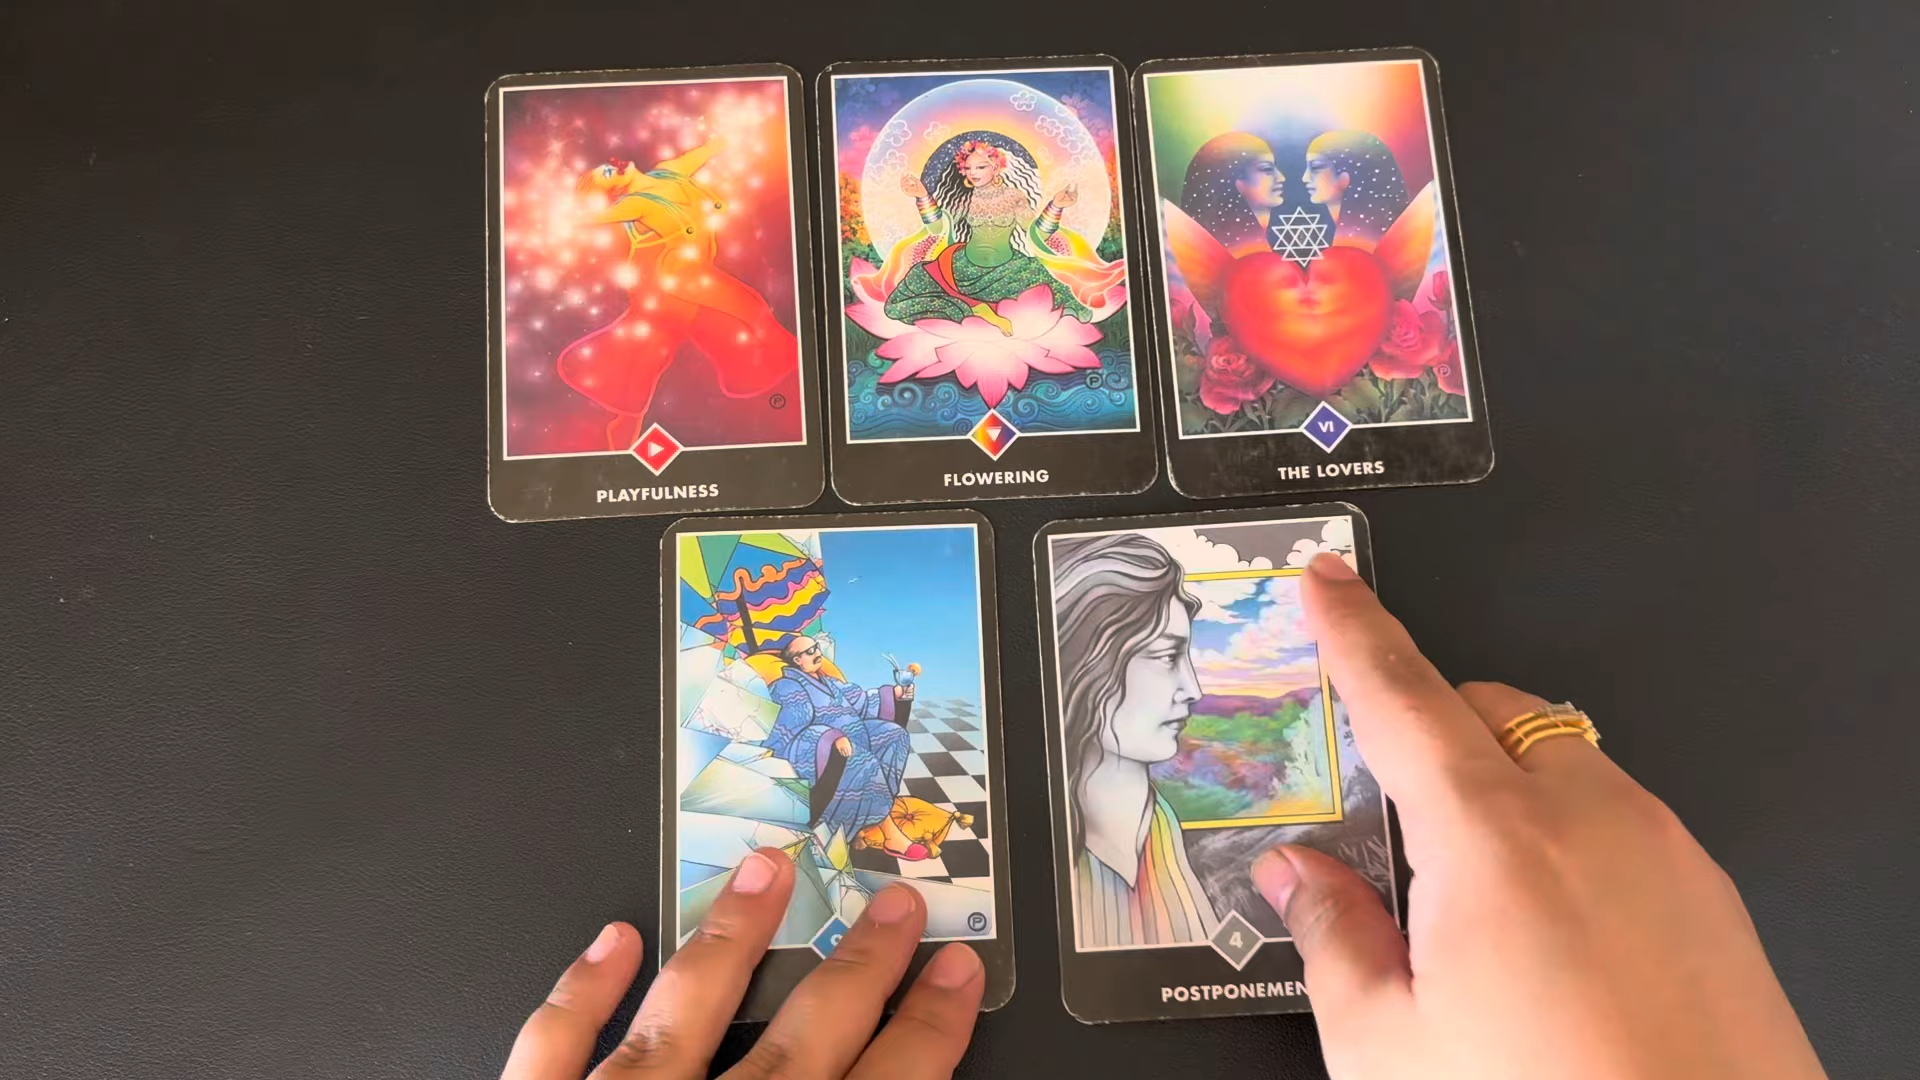 PLAYFULNESS
FLOWERING
VI
THE LOVERS
P
P
P
P
4
POSTPONEMEN